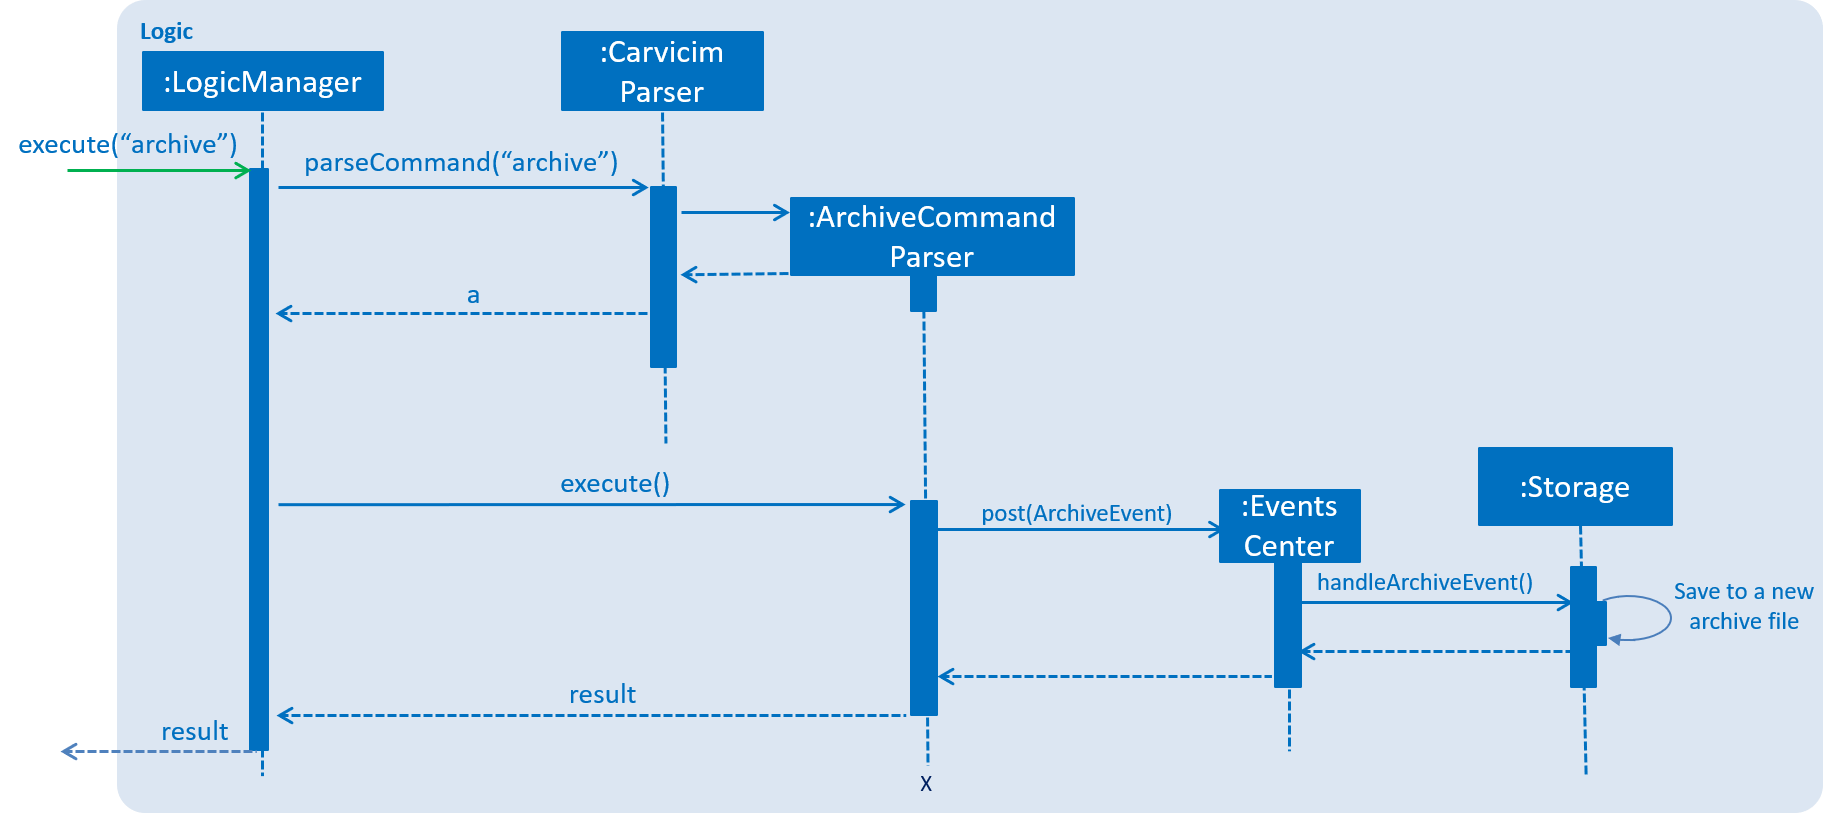 Logic
:LogicManager
:Carvicim
Parser
execute(“archive”)
parseCommand(“archive”)
:ArchiveCommand
Parser
a
execute()
post(ArchiveEvent)
:Events
Center
:Storage
handleArchiveEvent()
Save to a new
archive file
result
result
X